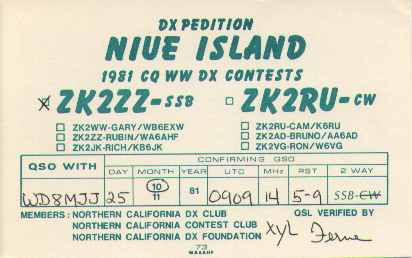 DX PEDITION
NIUE ISLAND
1981 CQ WW DX CONTESTS
ZK2ZZ-SSB ZK2RU-CW
ZK2WW-GARY/WB6EXW ZK2RU-CAM/K6RU
ZK2ZZ-RUBIN/WA6AHF ZK2AD-BRUNO/AA6AD
ZK2JK-RICH/KB6JK ZK2VG-RON/W6VG
QSO WITH CONFIRMING QSO
DAY MONTH YEAR UTC MHz RST 2 WAY
WD8MJJ 25 10 11 81 0909 14 5-9 SSB-CW
MEMBERS: NORTHERN CALIFORNIA DX CLUB QSL VERIFIED BY
NORTHERN CALIFORNIA CONTEST CLUB xyl Ferne
NORTHERN CALIFORNIA DX FOUNDATION
73
WA6AHF